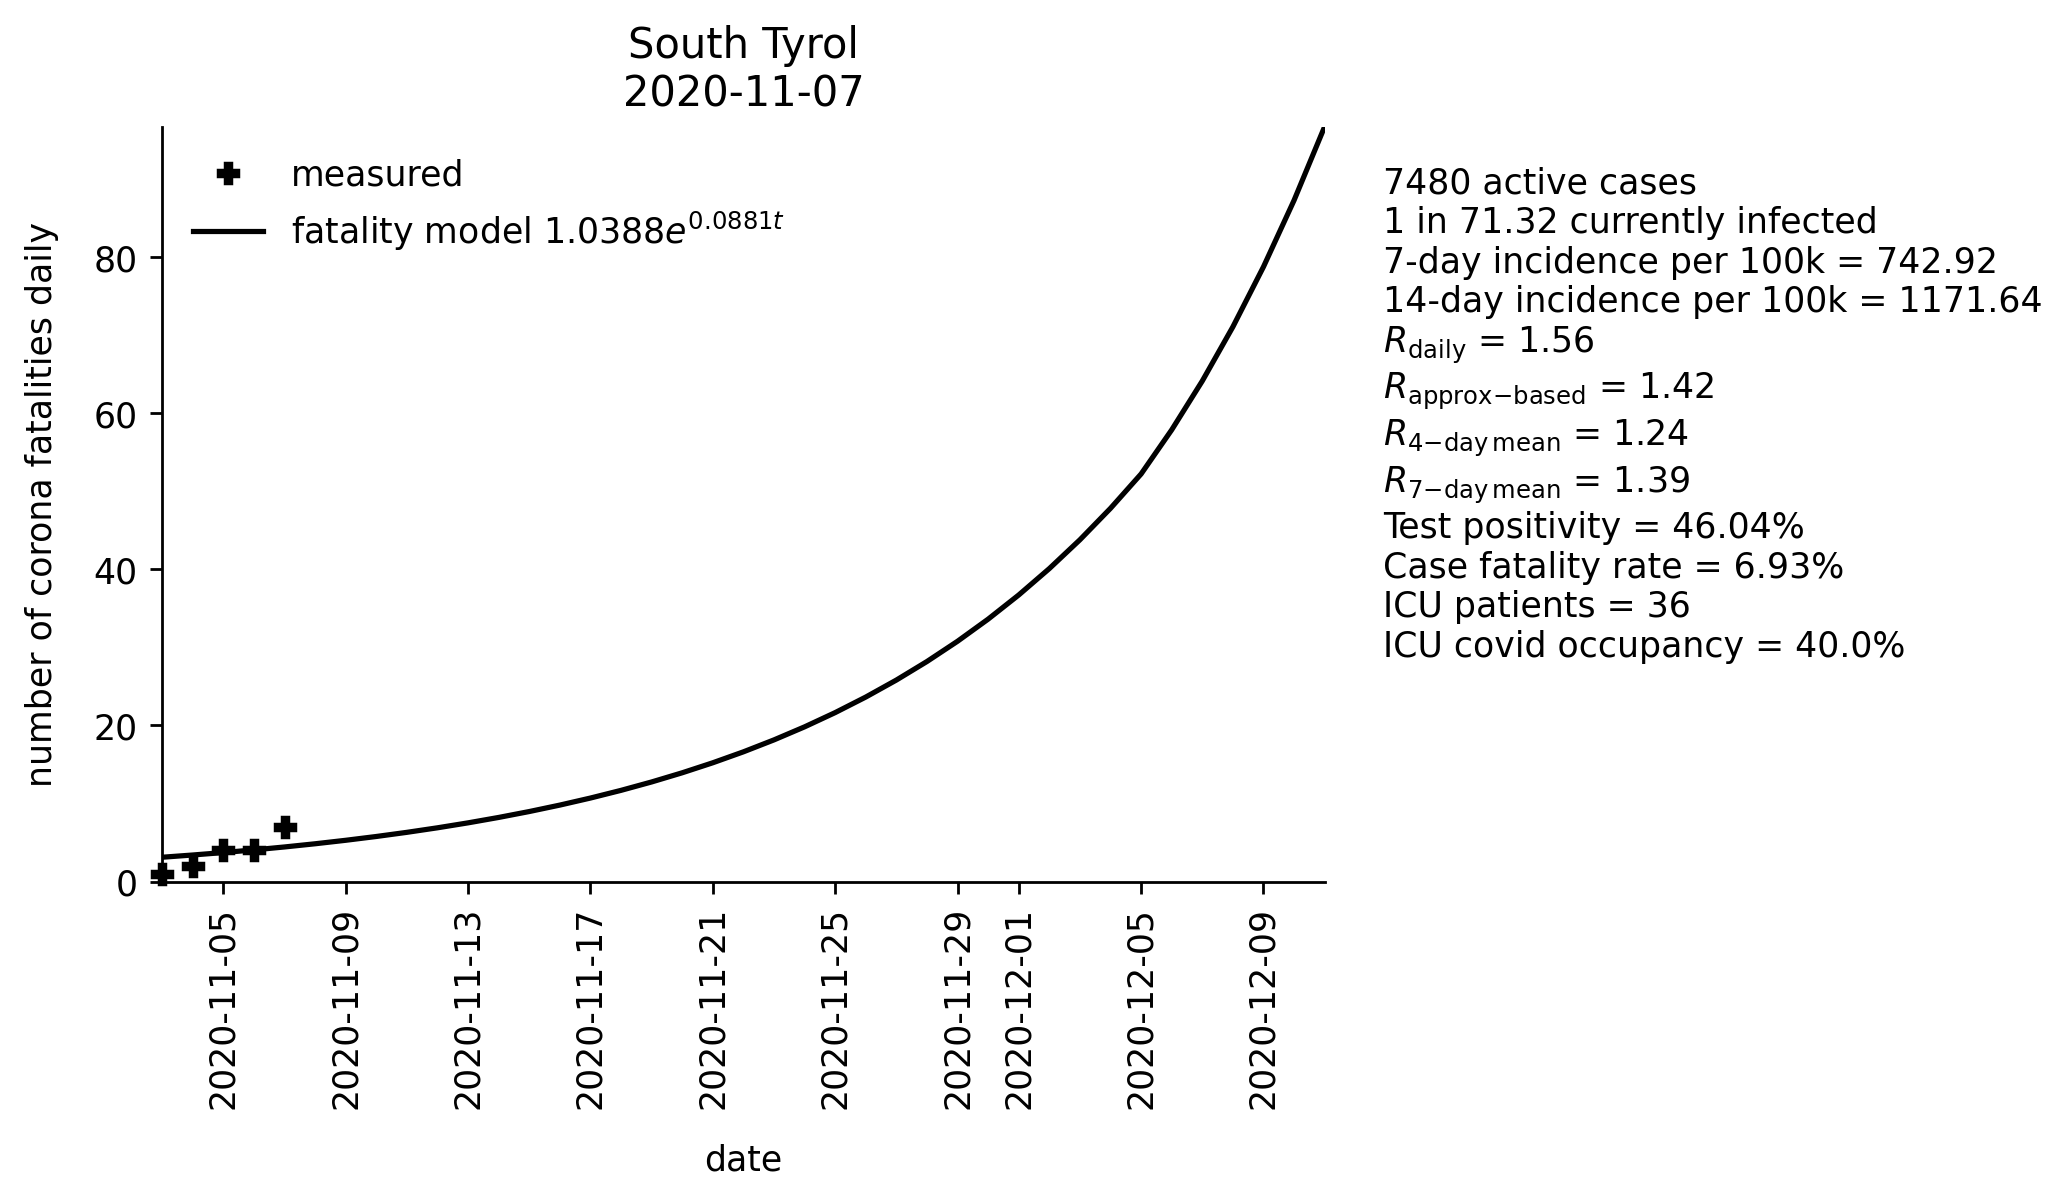 South Tyrol
2020-11-07
measured
fatality model 1.0388e^0.0881t
number of corona fatalities daily
80
60
40
20
0
2020-11-05
2020-11-09
2020-11-13
2020-11-17
2020-11-21
2020-11-25
2020-11-29
2020-12-01
2020-12-05
2020-12-09
date
7480 active cases
1 in 71.32 currently infected
7-day incidence per 100k = 742.92
14-day incidence per 100k = 1171.64
R_daily = 1.56
R_approx−based = 1.42
R_4−day mean = 1.24
R_7−day mean = 1.39
Test positivity = 46.04%
Case fatality rate = 6.93%
ICU patients = 36
ICU covid occupancy = 40.0%